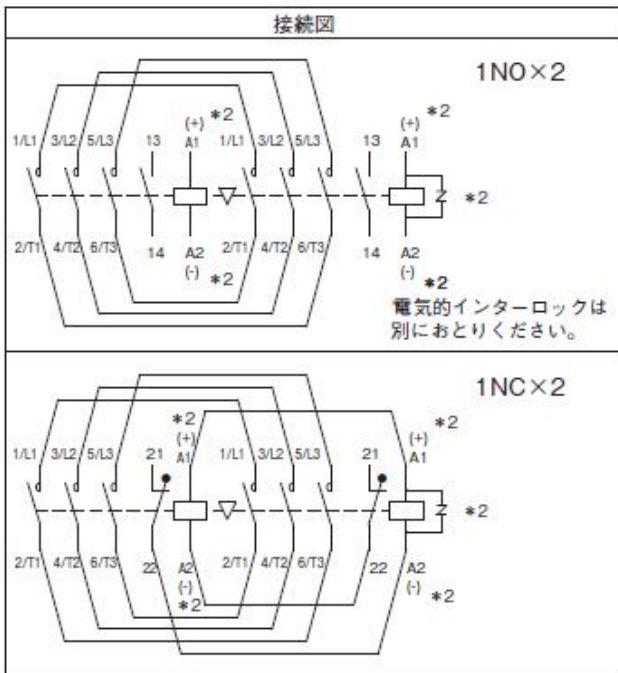 接続図
1NO×2
(+) *2
*2 (+)
1/L1 3/L2 5/L3 13 A1 1/L1 3/L2 5/L3 13 A1
*2
2/T1 4/T2 6/T3 14 A2 2/T1 4/T2 6/T3 14 A2
(-) *2 (-) *2
電気的インターロックは
別におとりください。
1NC×2
*2 *2
(+) (+)
1/L1 3/L2 5/L3 21 A1 1/L1 3/L2 5/L3 21 A1
*2
2/T1 4/T2 6/T3 22 A2 2/T1 4/T2 6/T3 22 A2
(-) (-) *2
*2